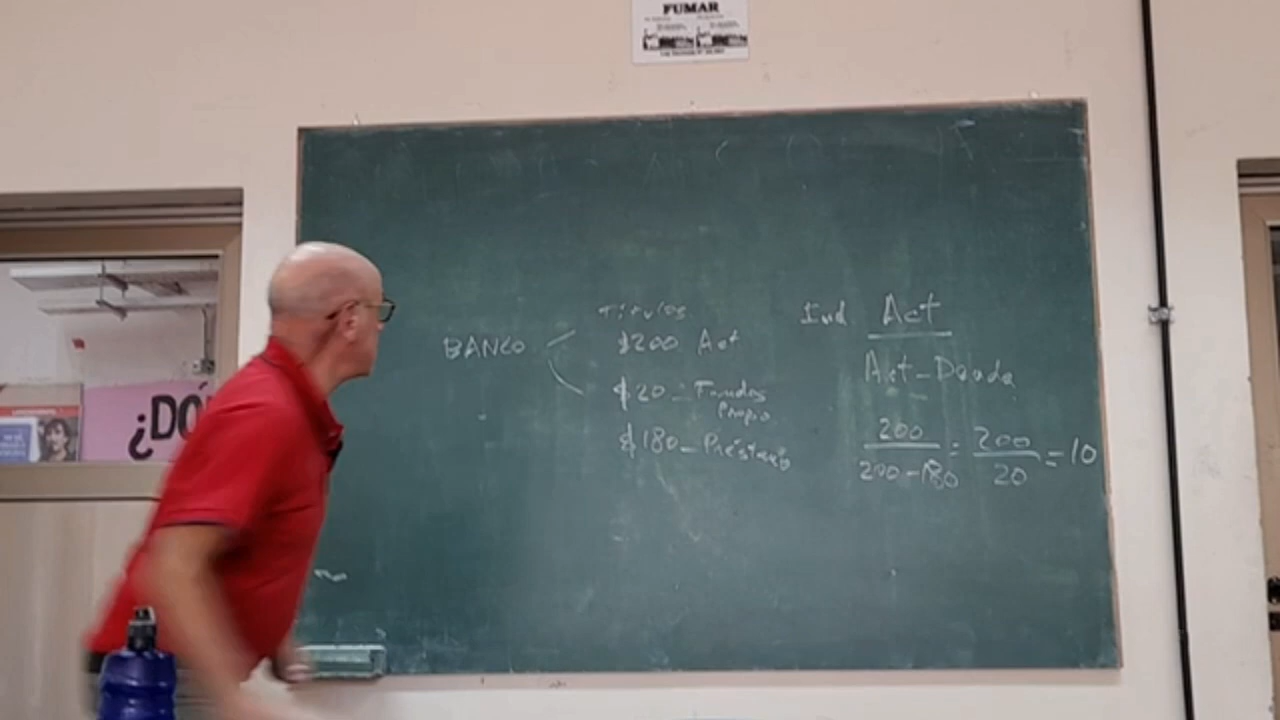 FUMAR
¿DÓ
BANCO
Títulos
$200 Act
$20 - Fondos
Propio
$180 - Préstamo
Ind Act
Act - Deuda
200 / 200 - 180 = 200 / 20 = 10